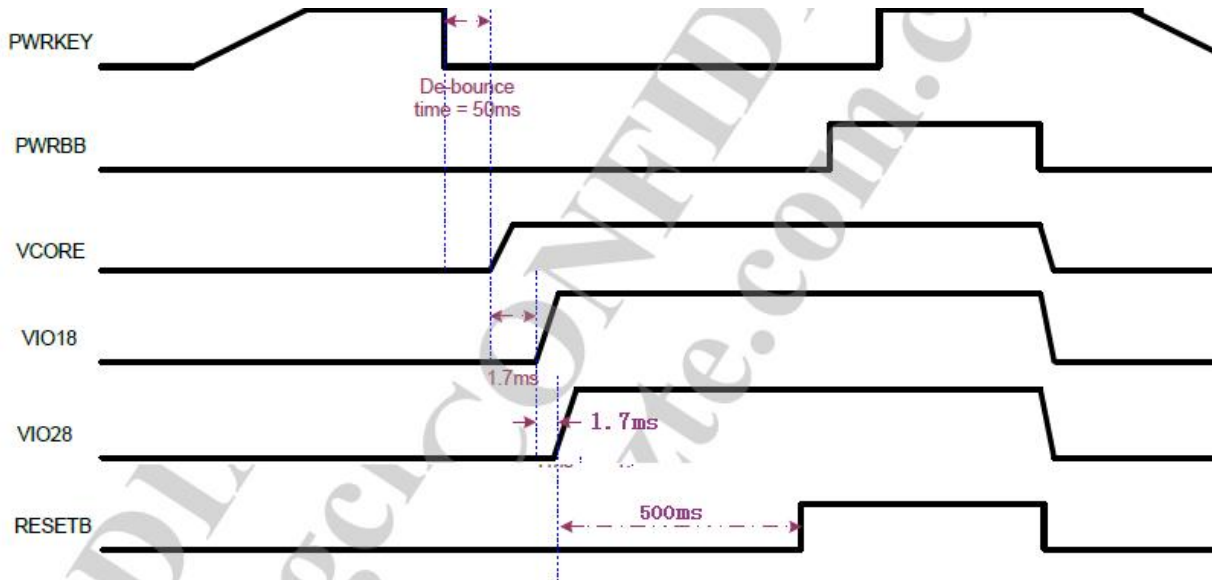 PWRKEY
De-bounce
time = 50ms
PWRBB
VCORE
VIO18
1.7ms
1.7ms
VIO28
500ms
RESETB